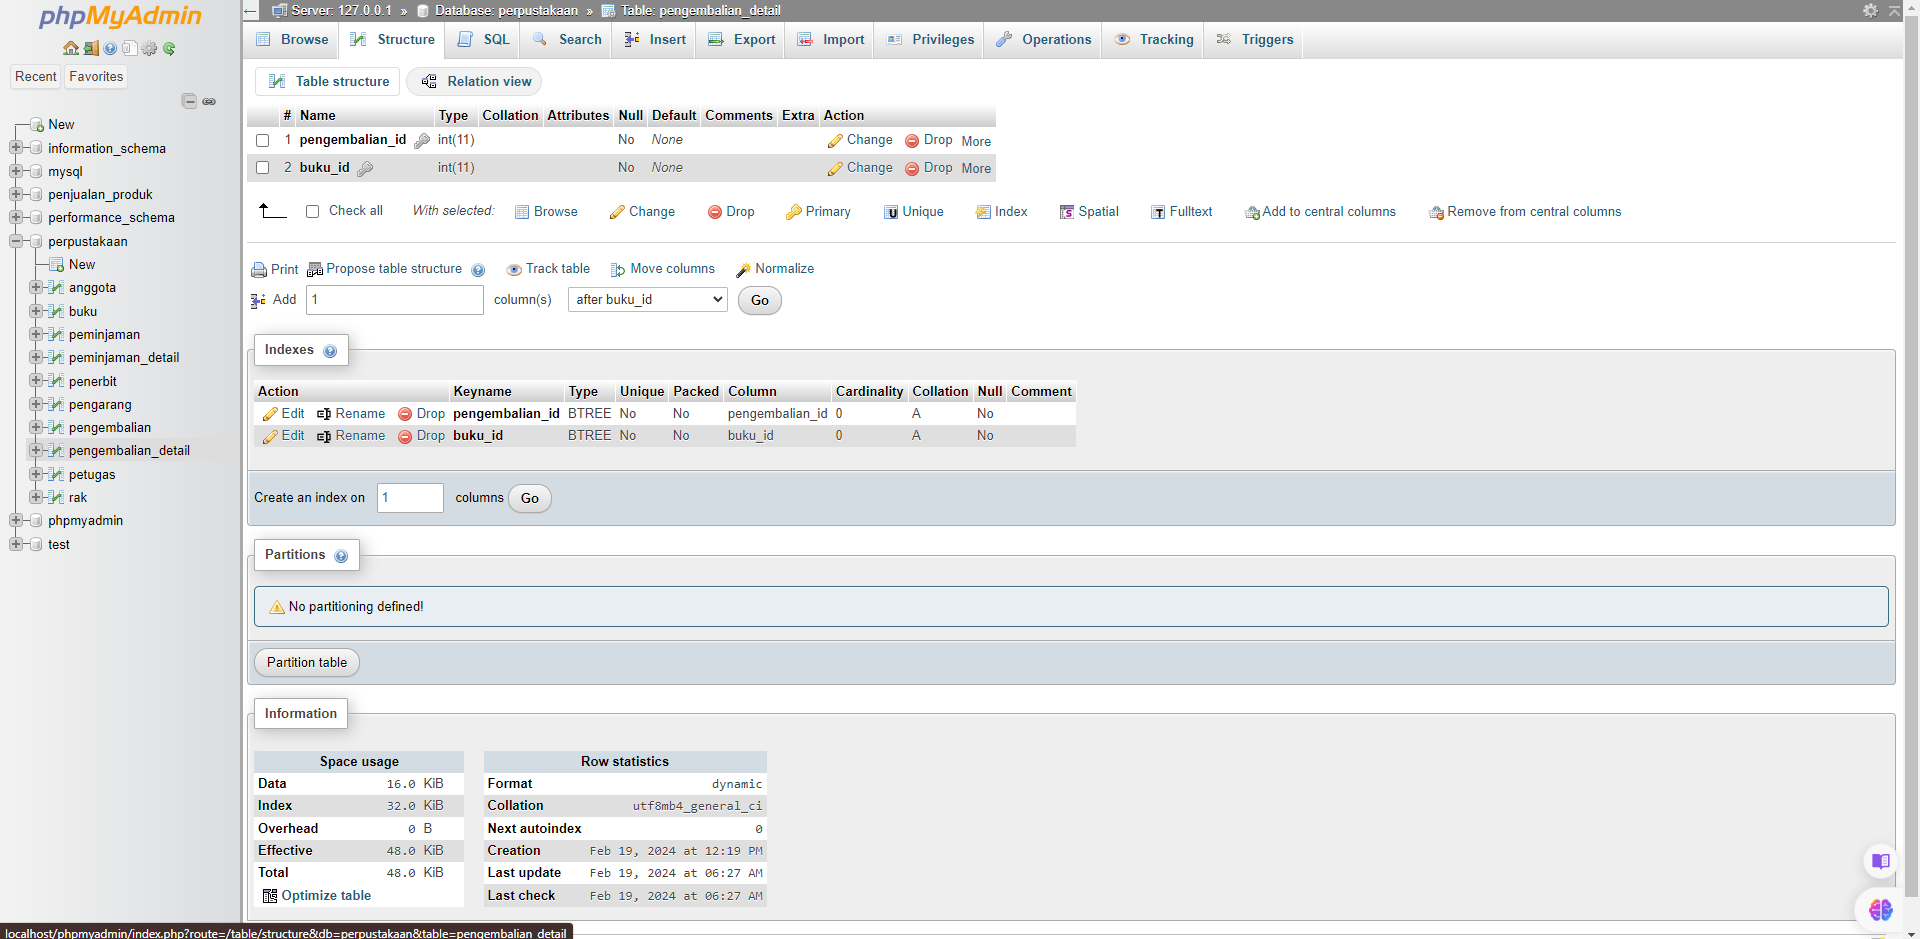 phpMyAdmin
Server: 127.0.0.1 » Database: perpustakaan » Table: pengembalian_detail
Browse Structure SQL Search Insert Export Import Privileges Operations Tracking Triggers
Recent Favorites
Table structure Relation view
New
information_schema
mysql
penjualan_produk
performance_schema
perpustakaan
New
anggota
buku
peminjaman
peminjaman_detail
penerbit
pengarang
pengembalian
pengembalian_detail
petugas
rak
phpmyadmin
test
# Name Type Collation Attributes Null Default Comments Extra Action
1 pengembalian_id int(11) No None Change Drop More
2 buku_id int(11) No None Change Drop More
Check all With selected: Browse Change Drop Primary Unique Index Spatial Fulltext Add to central columns Remove from central columns
Print Propose table structure Track table Move columns Normalize
Add 1 column(s) after buku_id Go
Indexes
Action Keyname Type Unique Packed Column Cardinality Collation Null Comment
Edit Rename Drop pengembalian_id BTREE No No pengembalian_id 0 A No
Edit Rename Drop buku_id BTREE No No buku_id 0 A No
Create an index on 1 columns Go
Partitions
No partitioning defined!
Partition table
Information
Space usage
Data 16.0 KiB
Index 32.0 KiB
Overhead 0 B
Effective 48.0 KiB
Total 48.0 KiB
Optimize table
Row statistics
Format dynamic
Collation utf8mb4_general_ci
Next autoindex 0
Creation Feb 19, 2024 at 12:19 PM
Last update Feb 19, 2024 at 06:27 AM
Last check Feb 19, 2024 at 06:27 AM
localhost/phpmyadmin/index.php?route=/table/structure&db=perpustakaan&table=pengembalian_detail